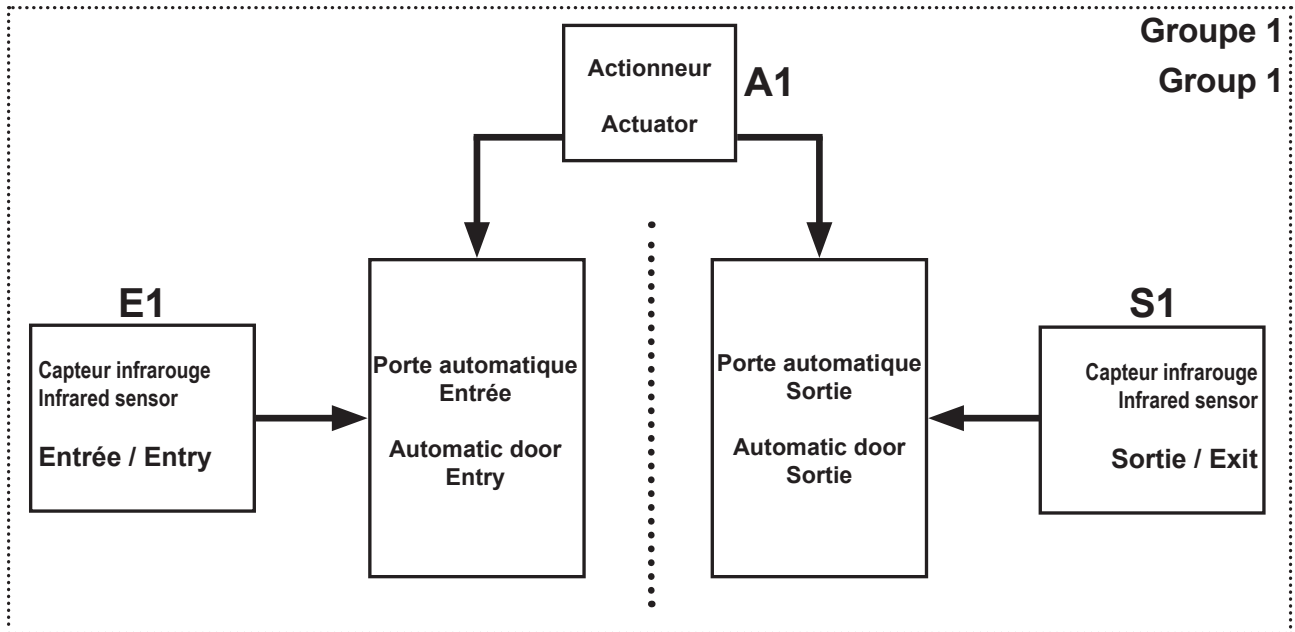 Groupe 1
Group 1
Actionneur
Actuator
A1
E1
Capteur infrarouge
Infrared sensor
Entrée / Entry
Porte automatique
Entrée
Automatic door
Entry
Porte automatique
Sortie
Automatic door
Sortie
S1
Capteur infrarouge
Infrared sensor
Sortie / Exit